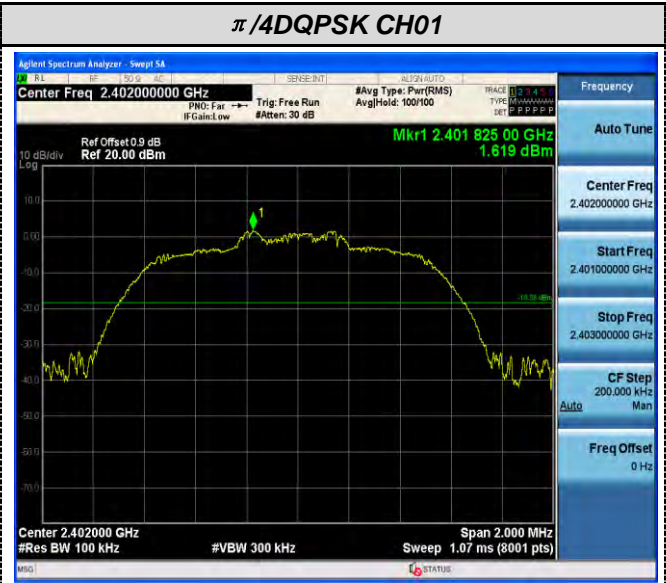 π/4DQPSK CH01
Agilent Spectrum Analyzer - Swept SA
RL RF 50 Ω AC SENSE:INT ALIGN AUTO
Center Freq 2.402000000 GHz
PNO: Far
IFGain:Low
Trig: Free Run
#Atten: 30 dB
#Avg Type: Pwr(RMS)
Avg|Hold: 100/100
TRACE 1 2 3 4 5 6
TYPE M
DET P P P P P P
Frequency
Ref Offset 0.9 dB
10 dB/div Ref 20.00 dBm
Log
Mkr1 2.401 825 00 GHz
1.619 dBm
Auto Tune
Center Freq
2.402000000 GHz
Start Freq
2.401000000 GHz
Stop Freq
2.403000000 GHz
CF Step
200.000 kHz
Auto Man
Freq Offset
0 Hz
1
10.0
0.00
-10.0
-20.0
-30.0
-40.0
-50.0
-60.0
-70.0
Center 2.402000 GHz Span 2.000 MHz
#Res BW 100 kHz #VBW 300 kHz Sweep 1.07 ms (8001 pts)
MSG STATUS